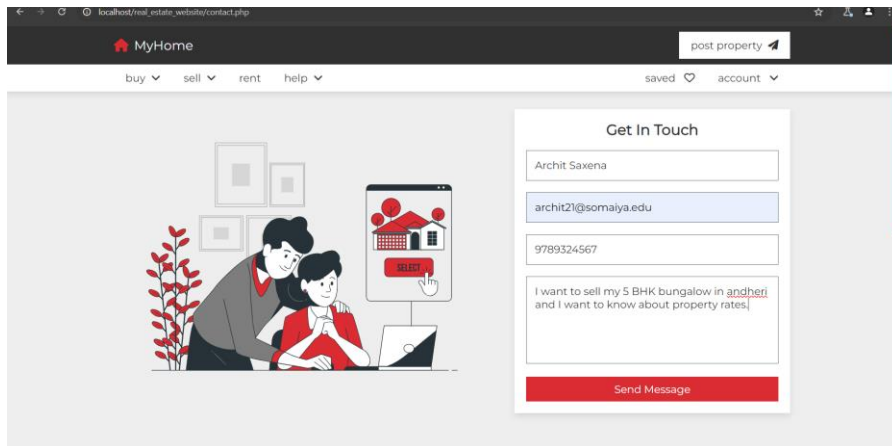 localhost/real_estate_website/contact.php
MyHome
post property
buy
sell
rent
help
saved
account
Get In Touch
Archit Saxena
archit21@somaiya.edu
9789324567
I want to sell my 5 BHK bungalow in andheri
and I want to know about property rates.
SELECT
Send Message